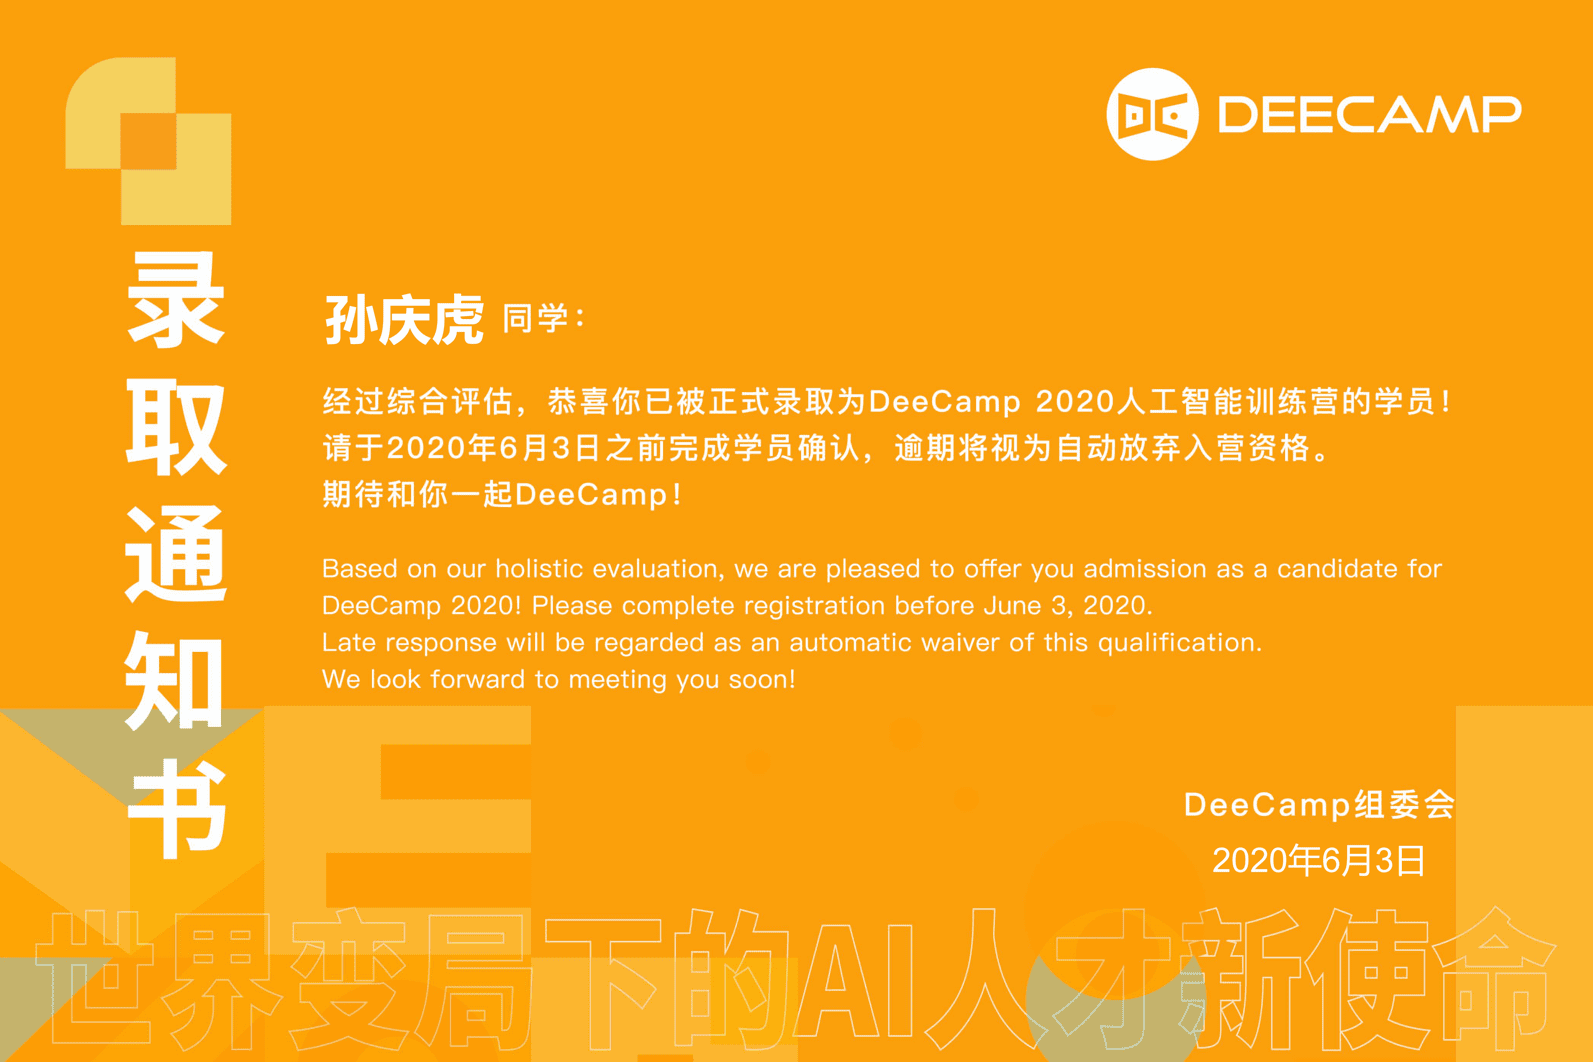 DEECAMP
录取通知书
孙庆虎 同学：
经过综合评估，恭喜你已被正式录取为DeeCamp 2020人工智能训练营的学员！
请于2020年6月3日之前完成学员确认，逾期将视为自动放弃入营资格。
期待和你一起DeeCamp！
Based on our holistic evaluation, we are pleased to offer you admission as a candidate for
DeeCamp 2020! Please complete registration before June 3, 2020.
Late response will be regarded as an automatic waiver of this qualification.
We look forward to meeting you soon!
DeeCamp组委会
2020年6月3日
世界变局下的AI人才新使命